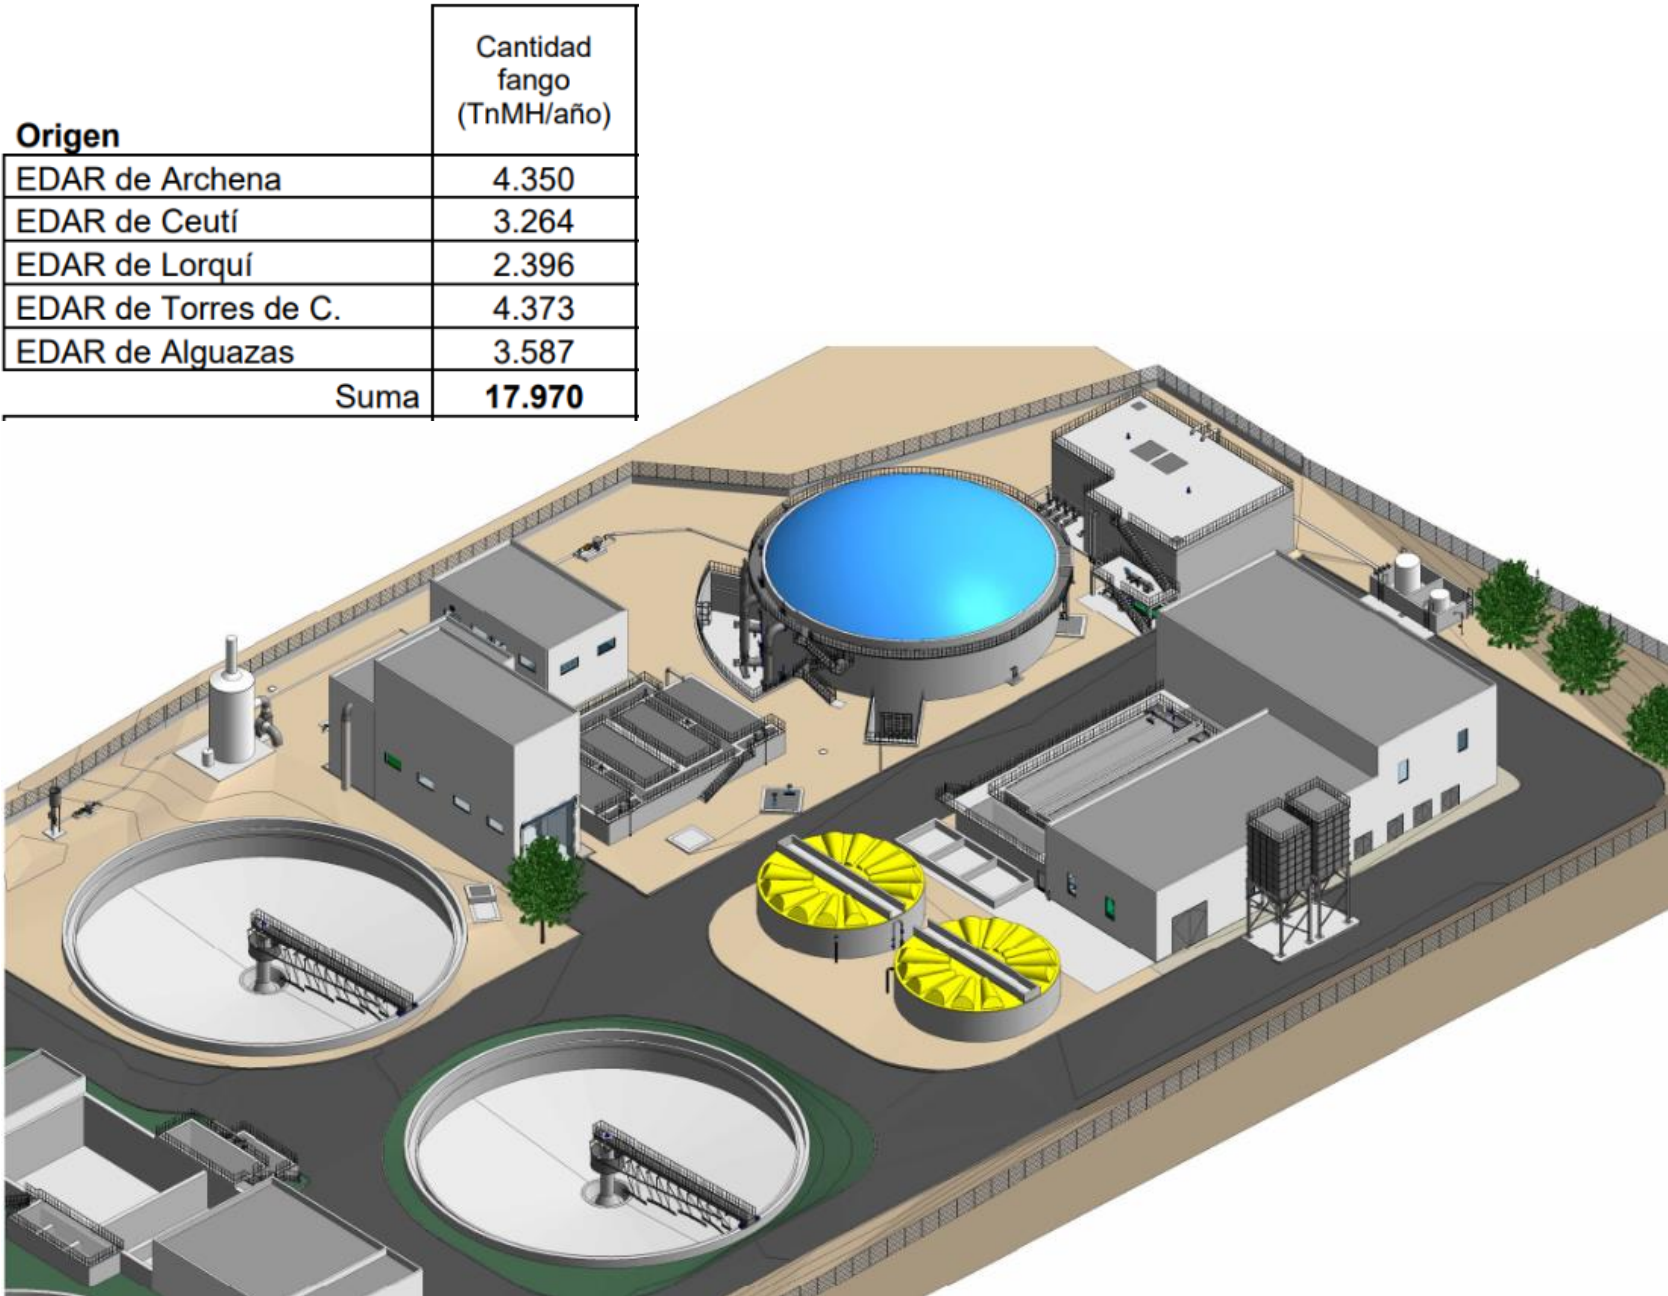 Cantidad
fango
(TnMH/año)
Origen
EDAR de Archena 4.350
EDAR de Ceutí 3.264
EDAR de Lorquí 2.396
EDAR de Torres de C. 4.373
EDAR de Alguazas 3.587
Suma 17.970